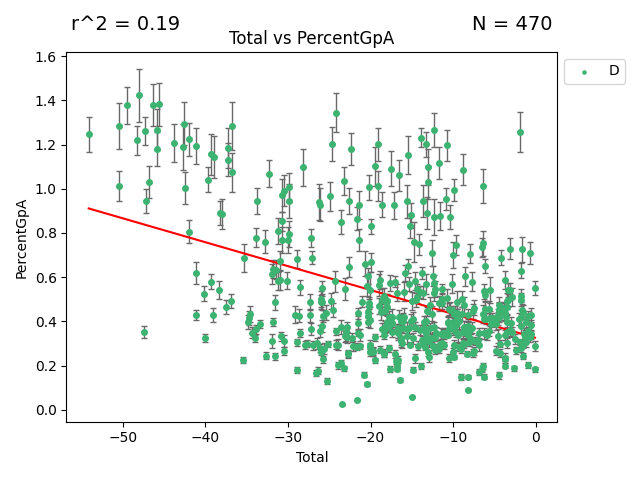 r^2 = 0.19 N = 470
Total vs PercentGpA
D
1.6
1.4
1.2
1.0
0.8
0.6
0.4
0.2
0.0
PercentGpA
−50 −40 −30 −20 −10 0
Total